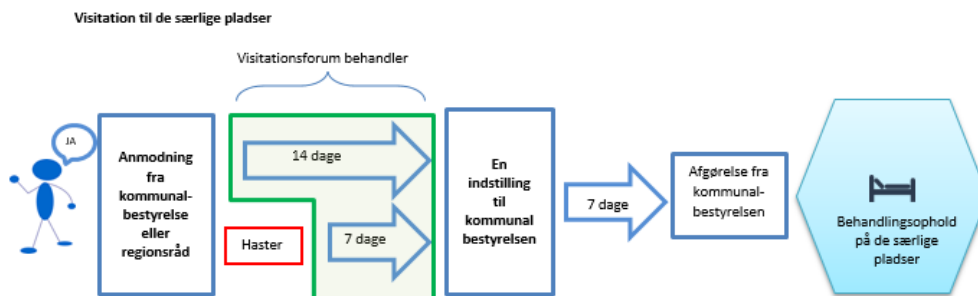 Visitation til de særlige pladser
Visitationsforum behandler
JA
Anmodning
fra
kommunal-
bestyrelse
eller
regionsråd
14 dage
Haster
7 dage
En
indstilling
til
kommunal
bestyrelsen
7 dage
Afgørelse fra
kommunal-
bestyrelsen
Behandlingsophold
på de særlige
pladser